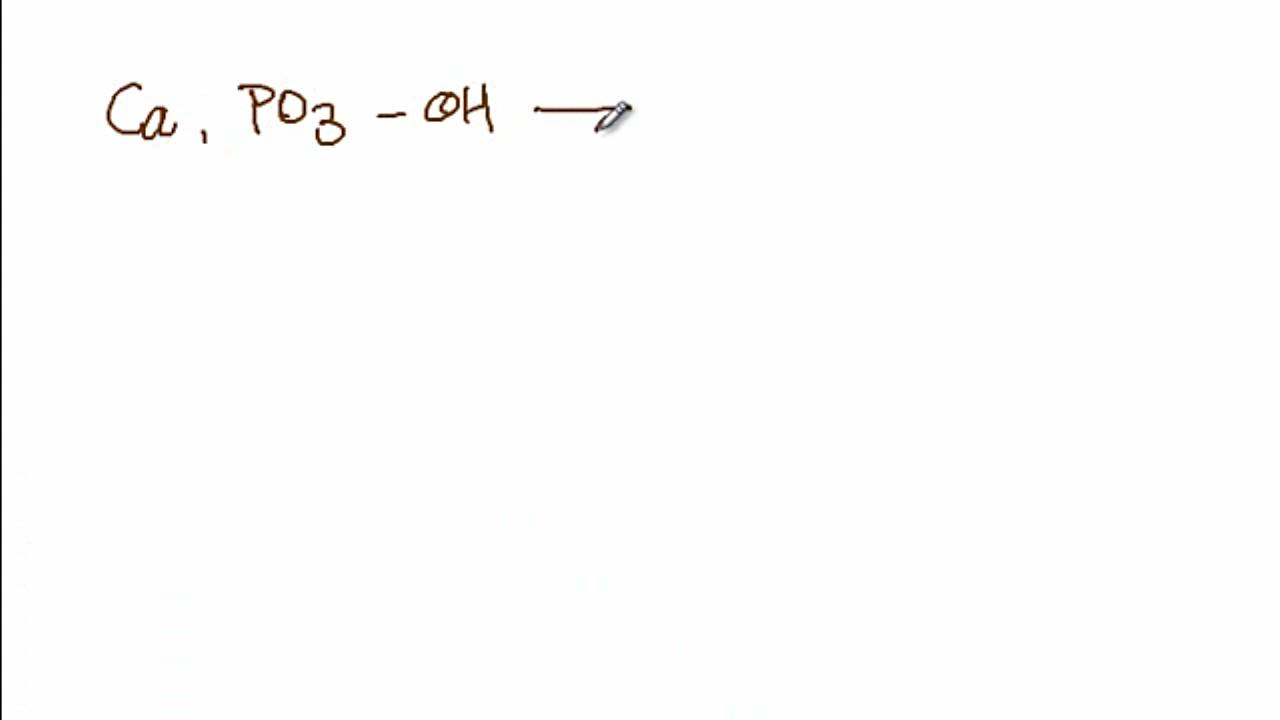 Ca, PO3 - OH →